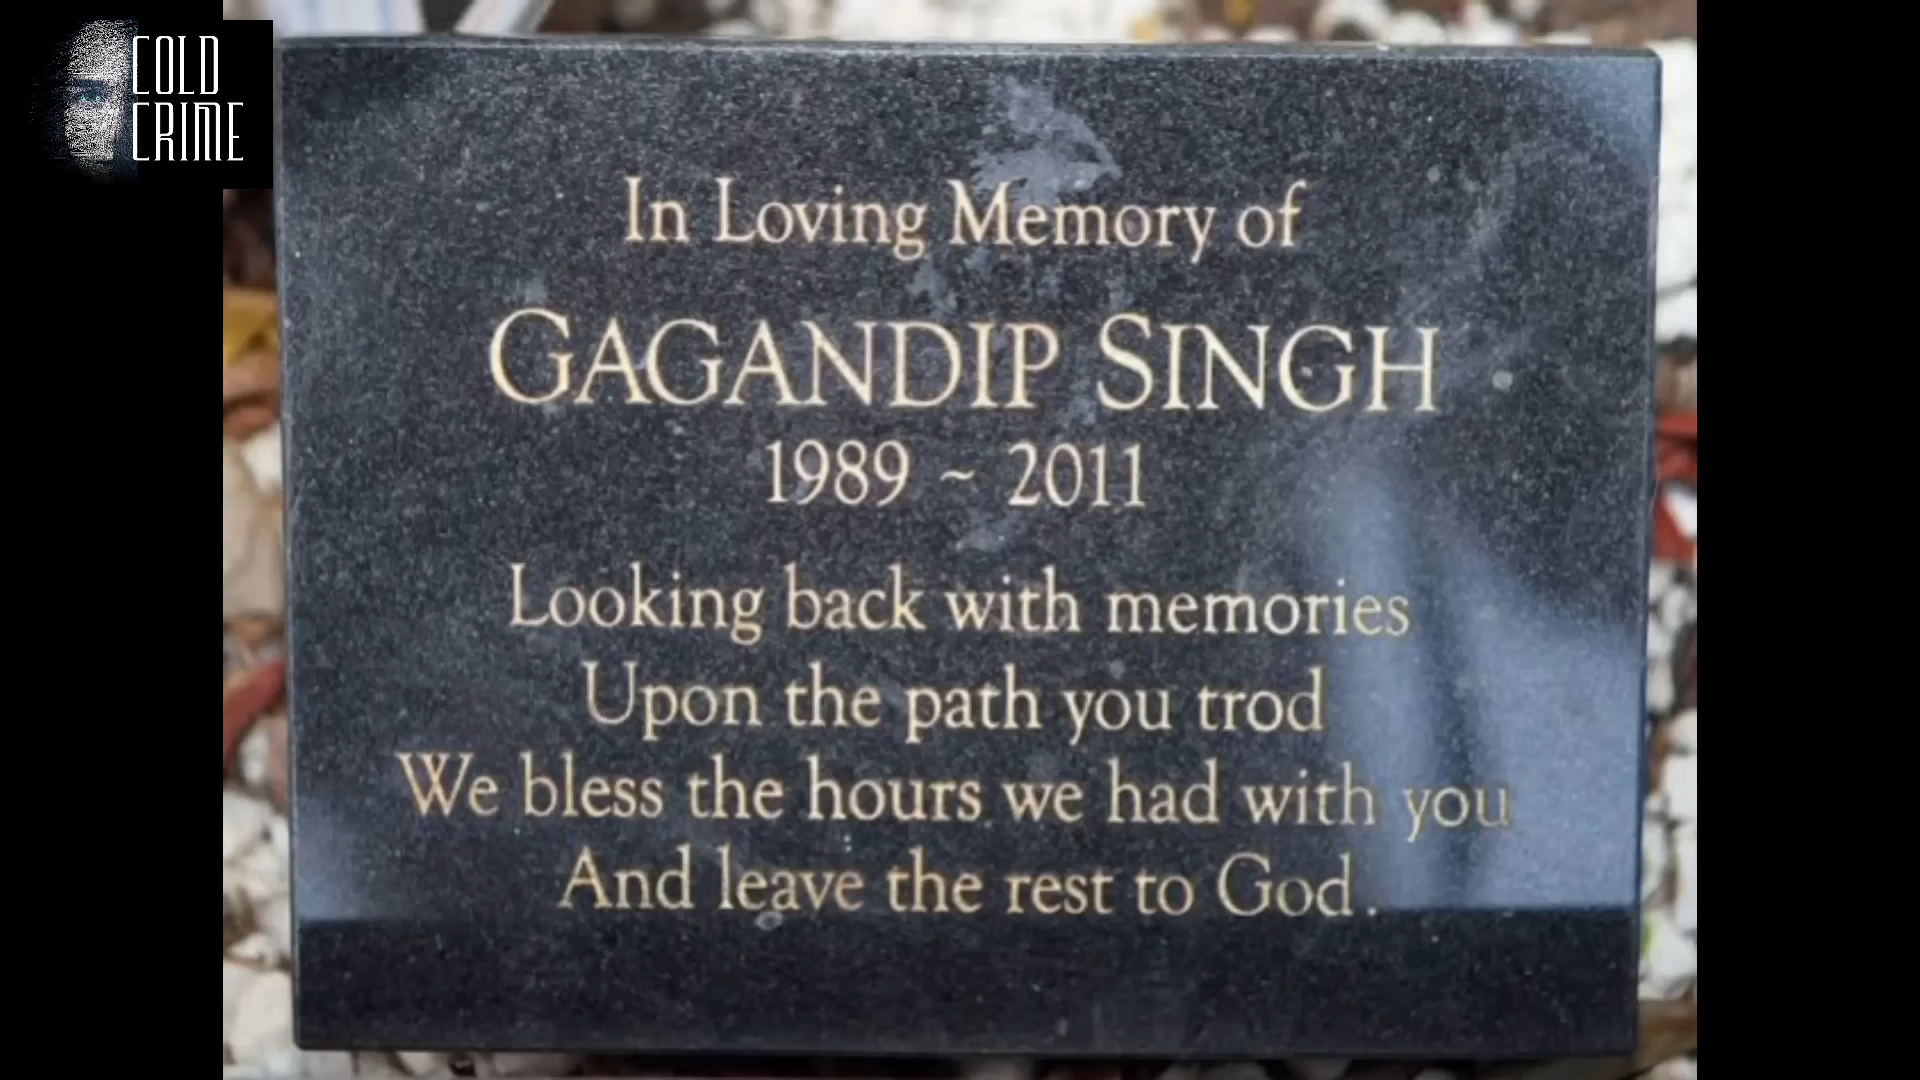 COLD
CRIME
In Loving Memory of
GAGANDIP SINGH
1989 ~ 2011
Looking back with memories
Upon the path you trod
We bless the hours we had with you
And leave the rest to God.